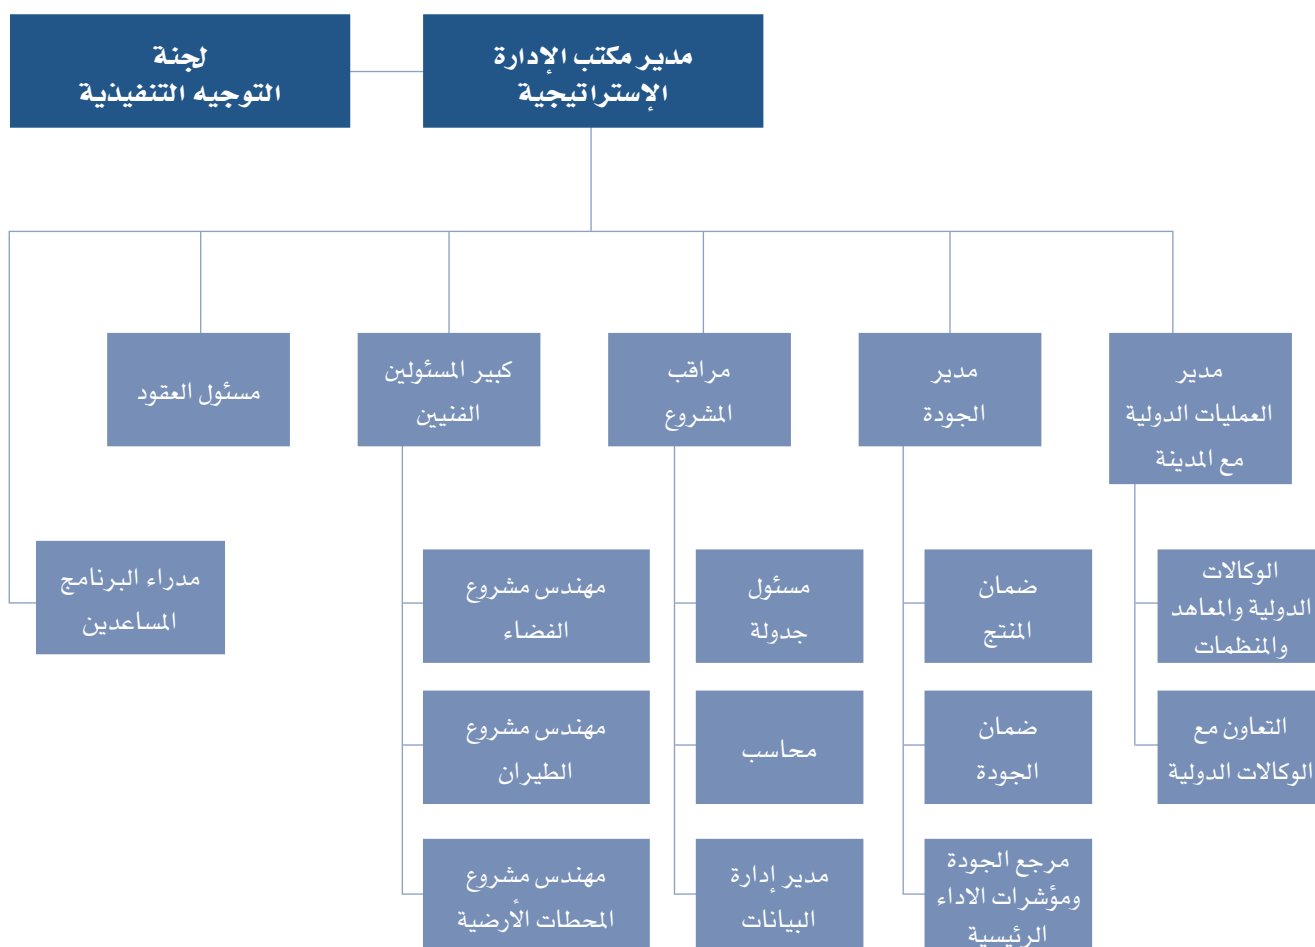 مدير مكتب الإدارة
الإستراتيجية
لجنة
التوجيه التنفيذية
مدير
العمليات الدولية
مع المدينة
مدير
الجودة
مراقب
المشروع
كبير المسئولين
الفنيين
مسئول العقود
الوكالات
الدولية والمعاهد
والمنظمات
ضمان
المنتج
مسئول
جدولة
مهندس مشروع
الفضاء
مدراء البرنامج
المساعدين
التعاون مع
الوكالات الدولية
ضمان
الجودة
محاسب
مهندس مشروع
الطيران
مرجع الجودة
ومؤشرات الاداء
الرئيسية
مدير إدارة
البيانات
مهندس مشروع
المحطات الأرضية